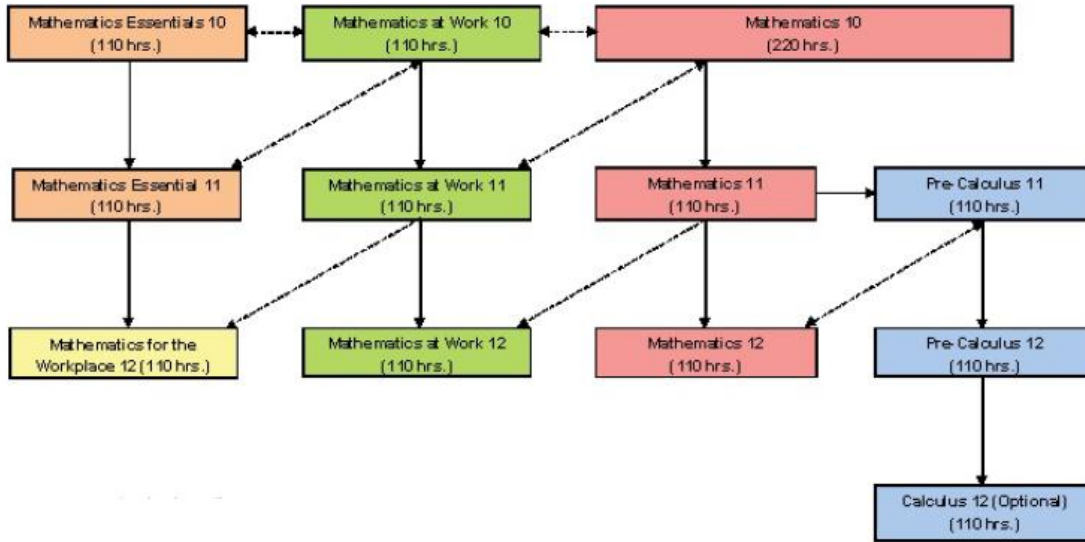 Mathematics Essentials 10
(110 hrs.)
Mathematics at Work 10
(110 hrs.)
Mathematics 10
(220 hrs.)
Mathematics Essential 11
(110 hrs.)
Mathematics at Work 11
(110 hrs.)
Mathematics 11
(110 hrs.)
Pre-Calculus 11
(110 hrs.)
Mathematics for the
Workplace 12 (110 hrs.)
Mathematics at Work 12
(110 hrs.)
Mathematics 12
(110 hrs.)
Pre-Calculus 12
(110 hrs.)
Calculus 12 (Optional)
(110 hrs.)